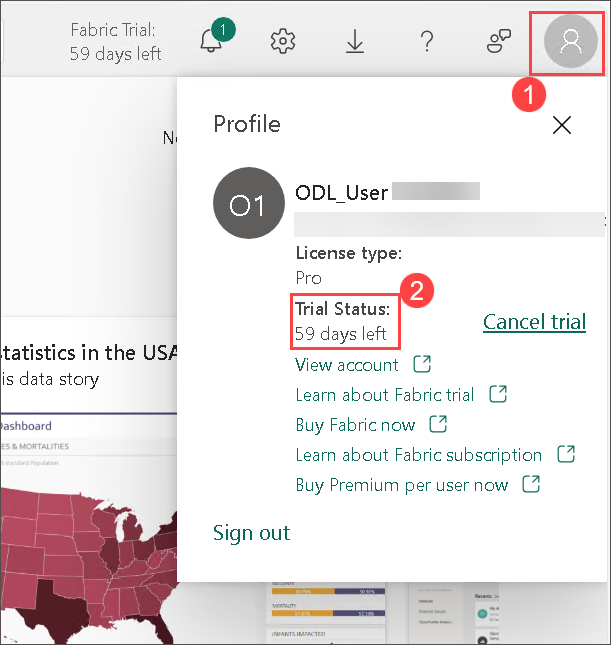 Fabric Trial:
59 days left
1
?
1
Profile
O1
ODL_User
License type:
Pro
2
Trial Status:
59 days left
Cancel trial
View account
Learn about Fabric trial
Buy Fabric now
Learn about Fabric subscription
Buy Premium per user now
Sign out
statistics in the USA
is data story
Dashboard
ES & MORTALITIES
MORTALITY
INFANTS IMPACTED
Recents